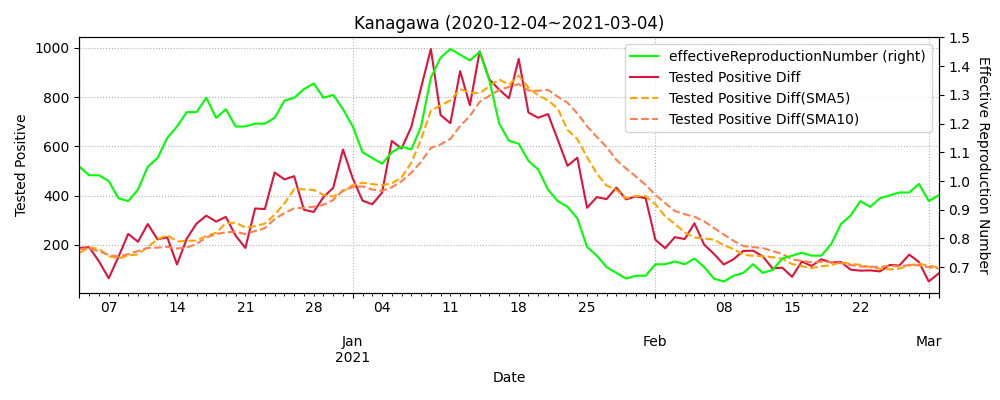 Kanagawa (2020-12-04~2021-03-04)
effectiveReproductionNumber (right)
Tested Positive Diff
Tested Positive Diff(SMA5)
Tested Positive Diff(SMA10)
Tested Positive
1000
800
600
400
200
1.5
1.4
1.3
1.2
1.1
1.0
0.9
0.8
0.7
Effective Reproduction Number
07 14 21 28 04 11 18 25 08 15 22
Jan Feb Mar
2021
Date